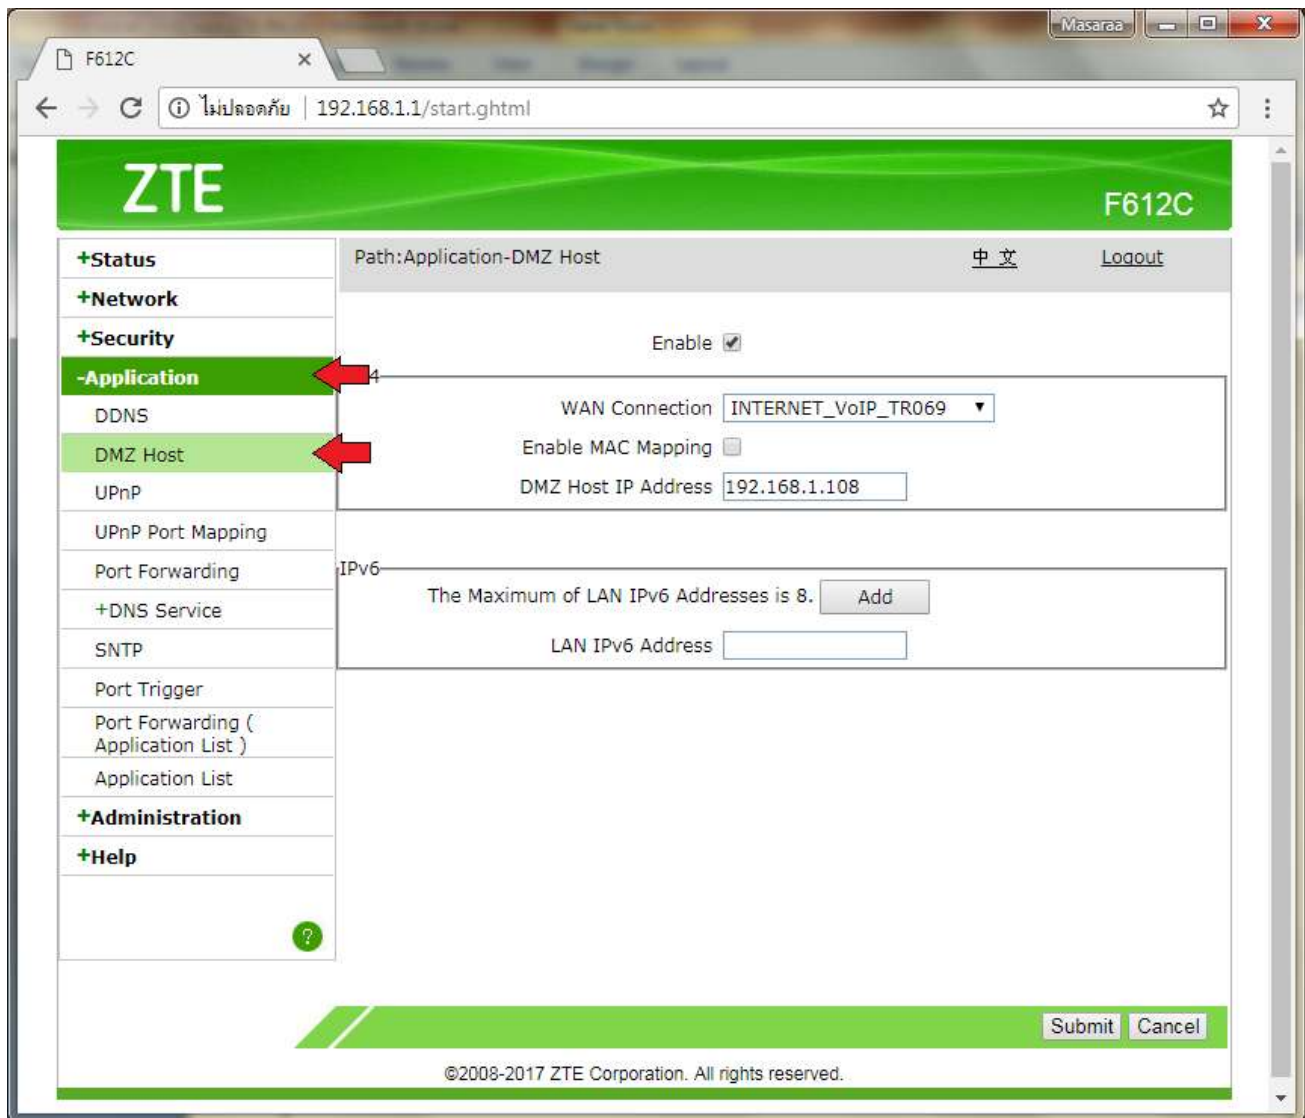 Masaraa
F612C
ไม่ปลอดภัย | 192.168.1.1/start.ghtml
ZTE
F612C
+Status
Path:Application-DMZ Host 中 文 Logout
+Network
+Security
Enable
-Application
4
DDNS
WAN Connection INTERNET_VoIP_TR069
DMZ Host
Enable MAC Mapping
UPnP
DMZ Host IP Address 192.168.1.108
UPnP Port Mapping
Port Forwarding
IPv6
The Maximum of LAN IPv6 Addresses is 8. Add
+DNS Service
SNTP
LAN IPv6 Address
Port Trigger
Port Forwarding (
Application List )
Application List
+Administration
+Help
?
Submit Cancel
©2008-2017 ZTE Corporation. All rights reserved.